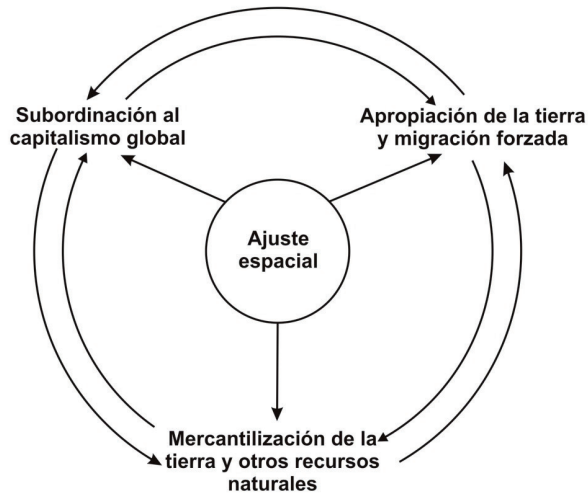 Subordinación al
capitalismo global
Apropiación de la tierra
y migración forzada
Ajuste
espacial
Mercantilización de la
tierra y otros recursos
naturales